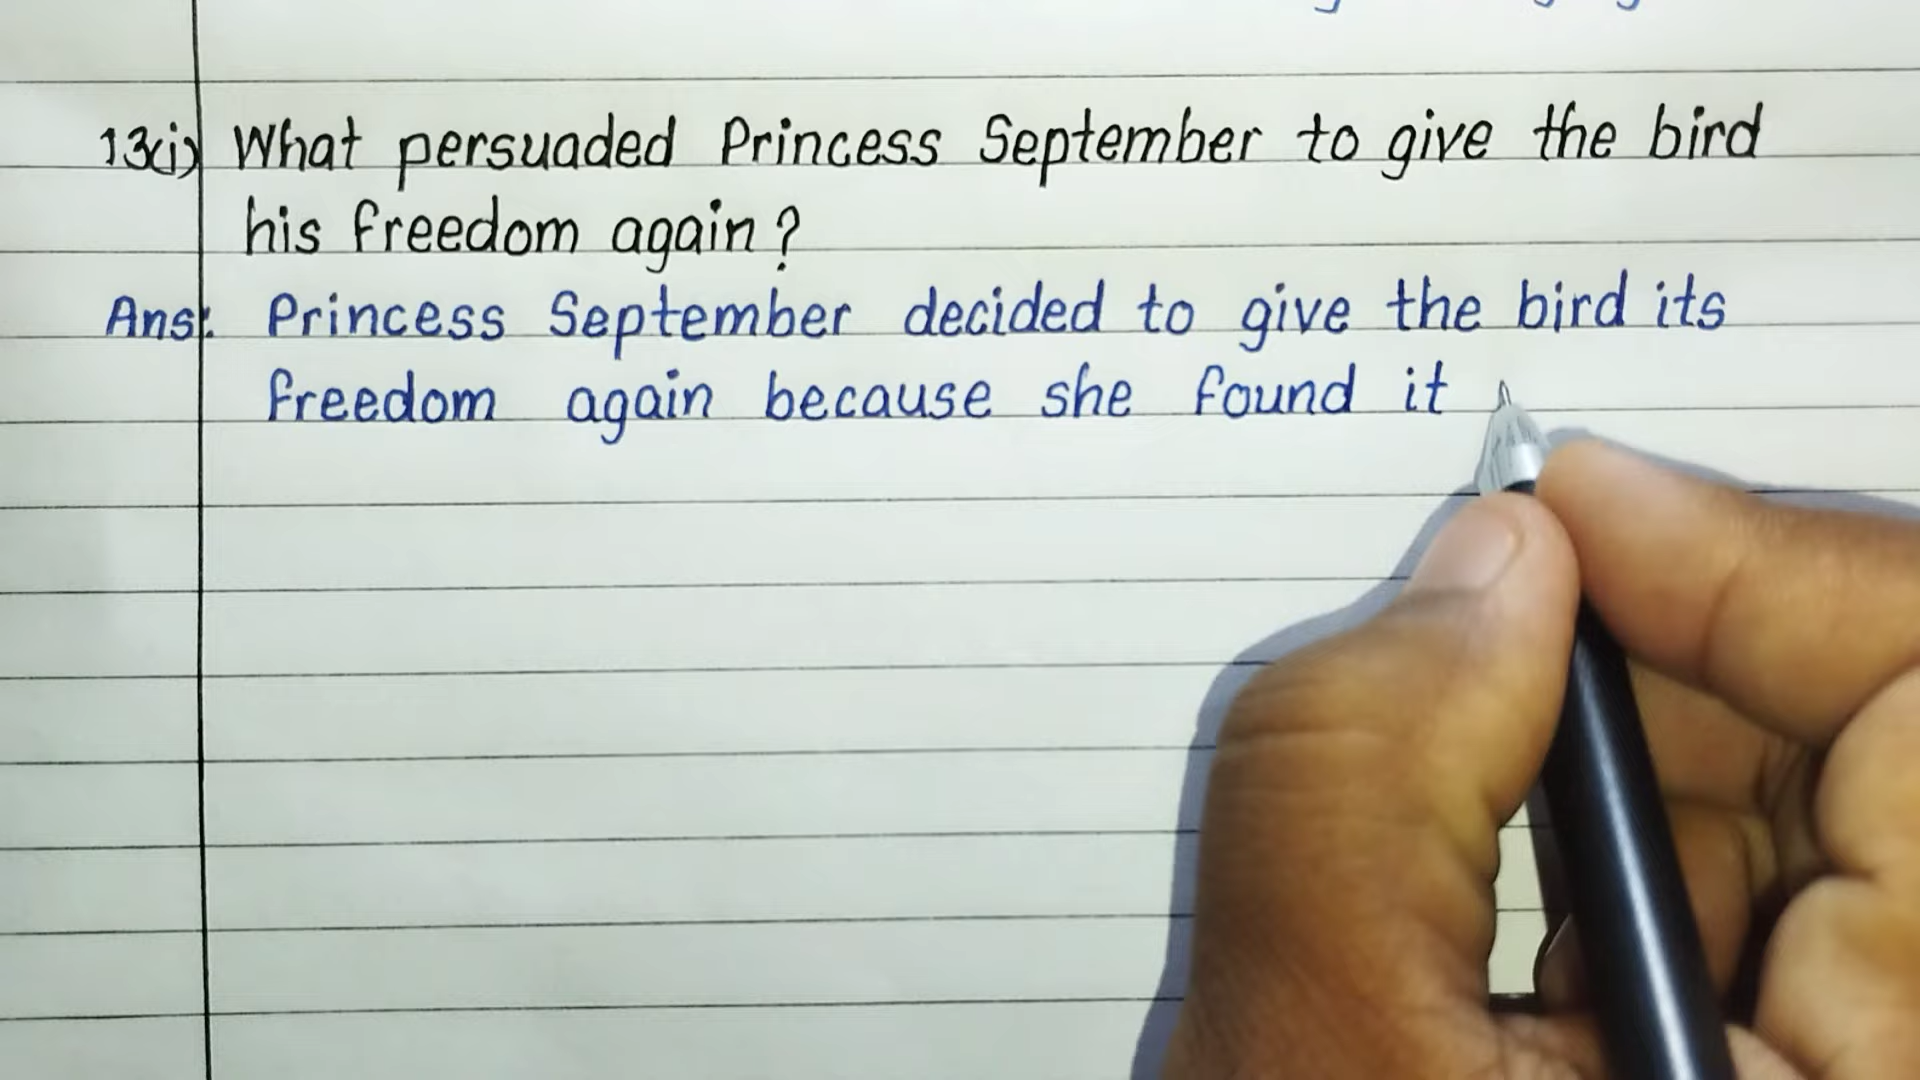 13(i) What persuaded Princess September to give the bird
his freedom again?
Ans: Princess September decided to give the bird its
freedom again because she found it